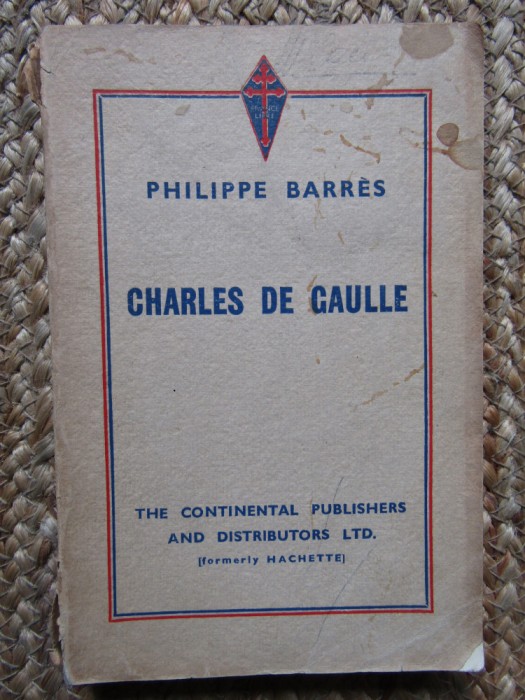 FRANCE
LIBRE
PHILIPPE BARRÈS
CHARLES DE GAULLE
THE CONTINENTAL PUBLISHERS
AND DISTRIBUTORS LTD.
[formerly HACHETTE]